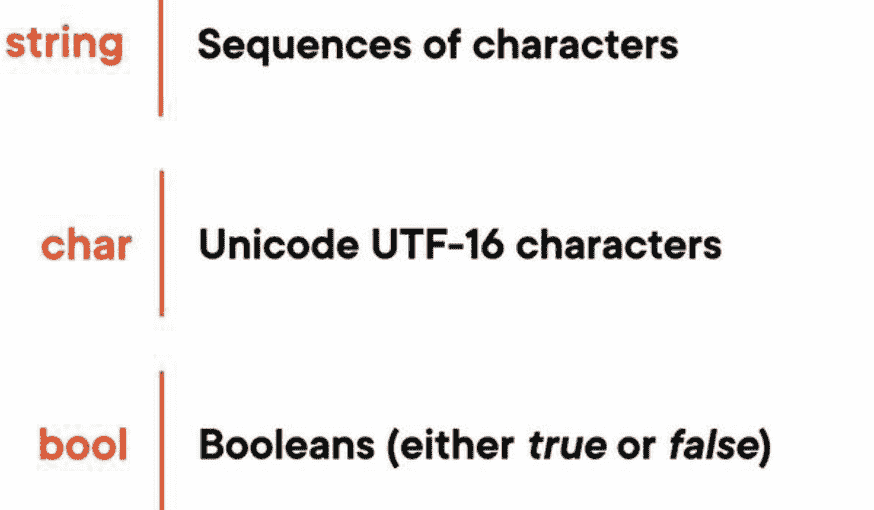 string Sequences of characters
char Unicode UTF-16 characters
bool Booleans (either true or false)